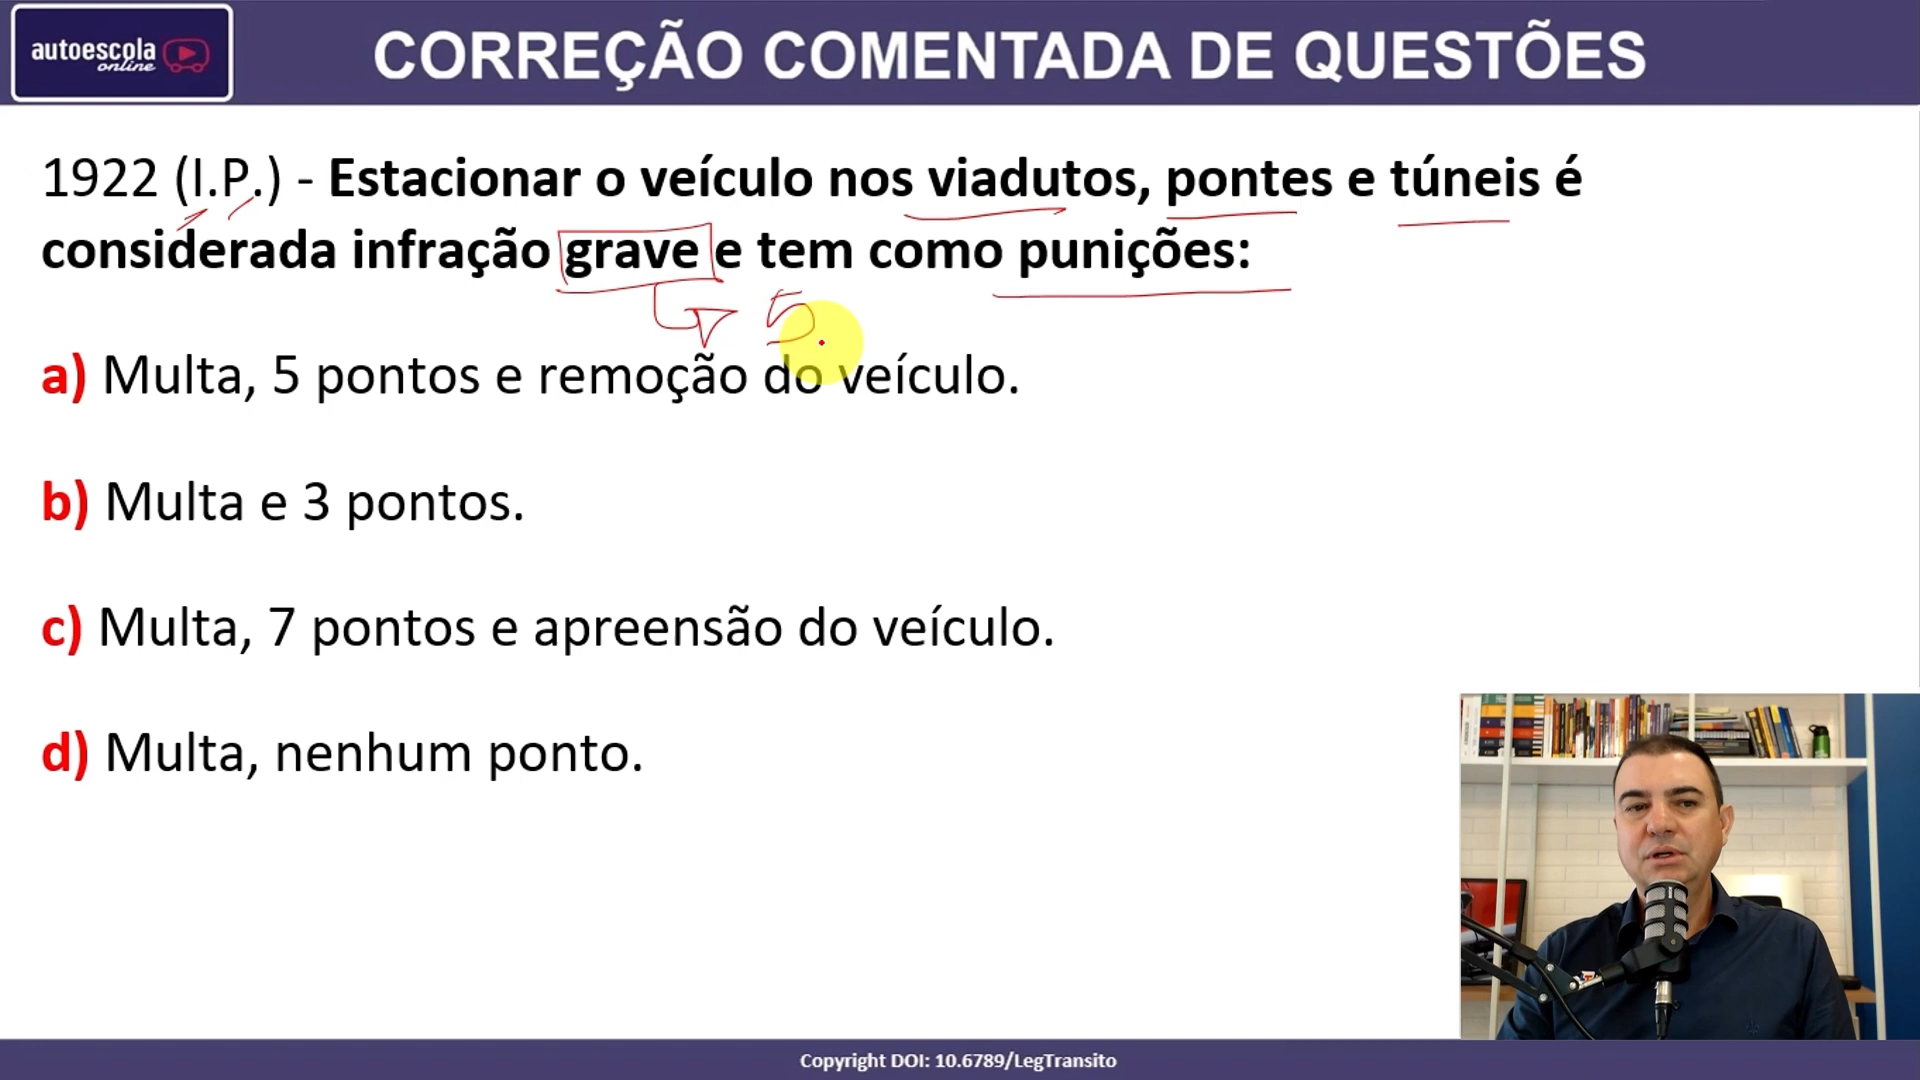 autoescola
online
CORREÇÃO COMENTADA DE QUESTÕES
1922 (I.P.) - Estacionar o veículo nos viadutos, pontes e túneis é
considerada infração grave e tem como punições:
5
a) Multa, 5 pontos e remoção do veículo.
b) Multa e 3 pontos.
c) Multa, 7 pontos e apreensão do veículo.
d) Multa, nenhum ponto.
Copyright DOI: 10.6789/LegTransito